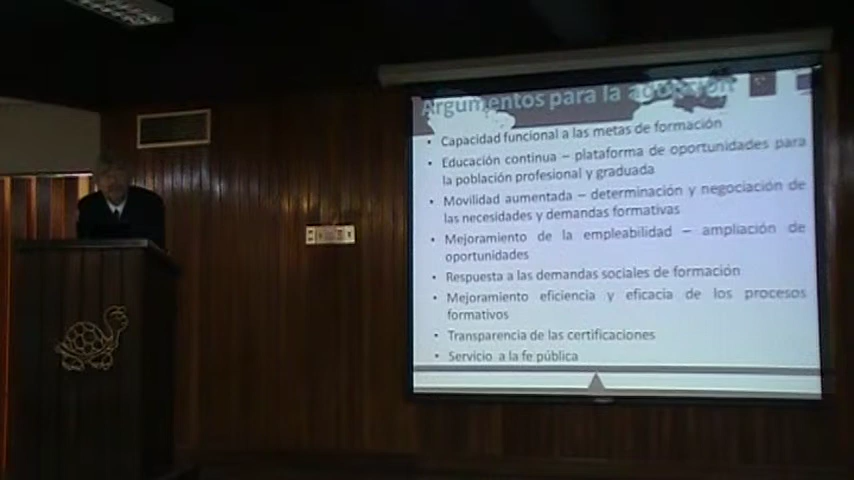 Argumentos para la adopción
• Capacidad funcional a las metas de formación
• Educación continua – plataforma de oportunidades para
la población profesional y graduada
• Movilidad aumentada – determinación y negociación de
las necesidades y demandas formativas
• Mejoramiento de la empleabilidad – ampliación de
oportunidades
• Respuesta a las demandas sociales de formación
• Mejoramiento eficiencia y eficacia de los procesos
formativos
• Transparencia de las certificaciones
• Servicio a la fe pública